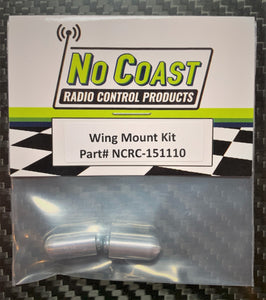 No Coast
RADIO CONTROL PRODUCTS
Wing Mount Kit
Part# NCRC-151110